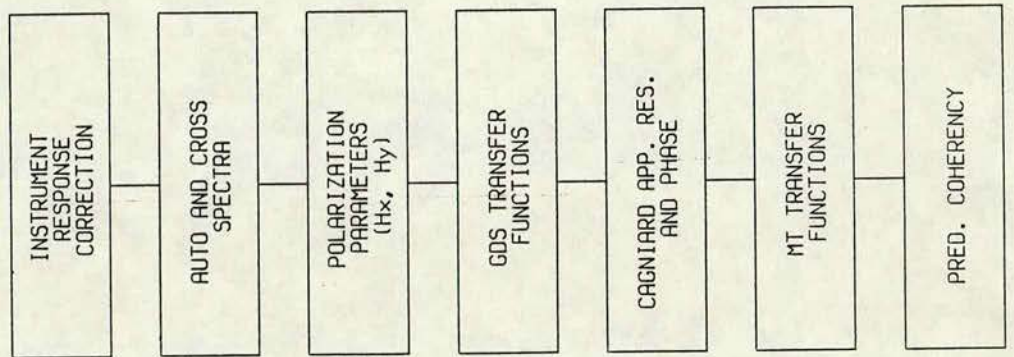 INSTRUMENT
RESPONSE
CORRECTION
AUTO AND CROSS
SPECTRA
POLARIZATION
PARAMETERS
(Hx, Hy)
GDS TRANSFER
FUNCTIONS
CAGNIARD APP. RES.
AND PHASE
MT TRANSFER
FUNCTIONS
PRED. COHERENCY